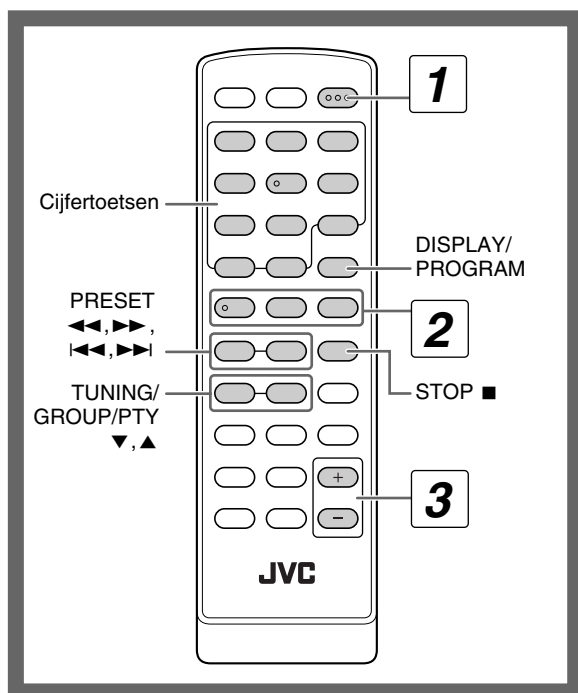 1
Cijfertoetsen
DISPLAY/
PROGRAM
PRESET
◄◄, ►►,
|◄◄, ►►|
2
TUNING/
GROUP/PTY
▼, ▲
STOP ■
+
–
3
JVC